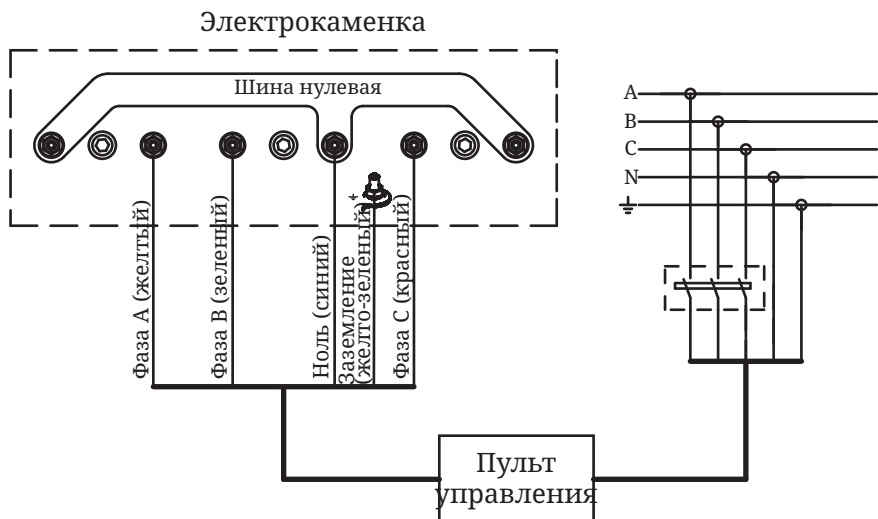 Электрокаменка
Шина нулевая
Фаза A (желтый)
Фаза B (зеленый)
Ноль (синий)
Заземление
(желто-зеленый)
Фаза C (красный)
A
B
C
N
Пульт
управления